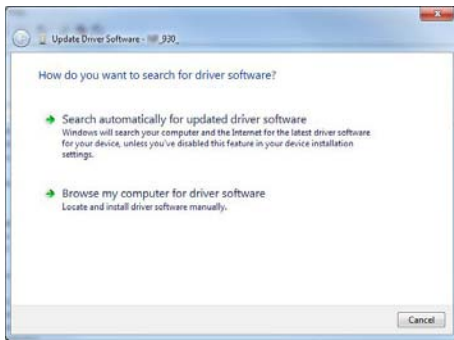 Update Driver Software - _930_
How do you want to search for driver software?
Search automatically for updated driver software
Windows will search your computer and the Internet for the latest driver software
for your device, unless you've disabled this feature in your device installation
settings.
Browse my computer for driver software
Locate and install driver software manually.
Cancel